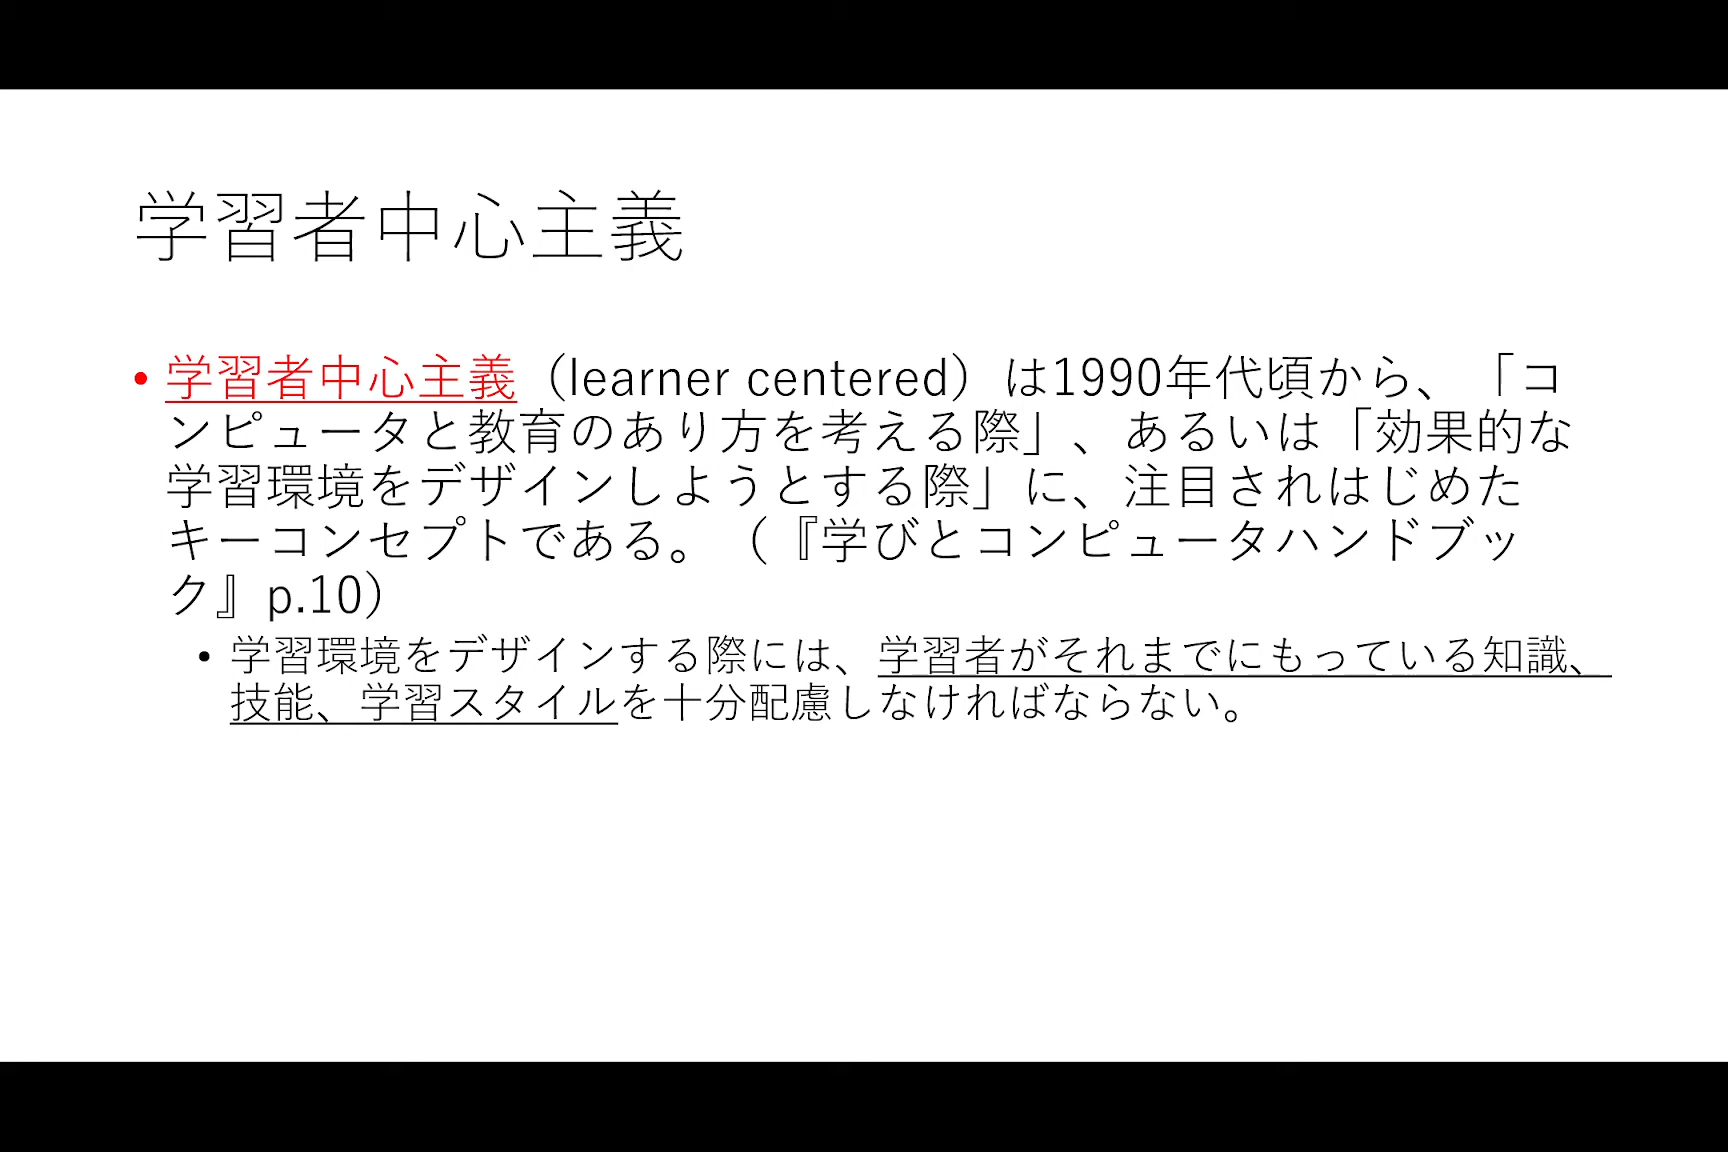 学習者中心主義
• 学習者中心主義（learner centered）は1990年代頃から、「コ
ンピュータと教育のあり方を考える際」、あるいは「効果的な
学習環境をデザインしようとする際」に、注目されはじめた
キーコンセプトである。（『学びとコンピュータハンドブッ
ク』p.10）
• 学習環境をデザインする際には、学習者がそれまでにもっている知識、
技能、学習スタイルを十分配慮しなければならない。